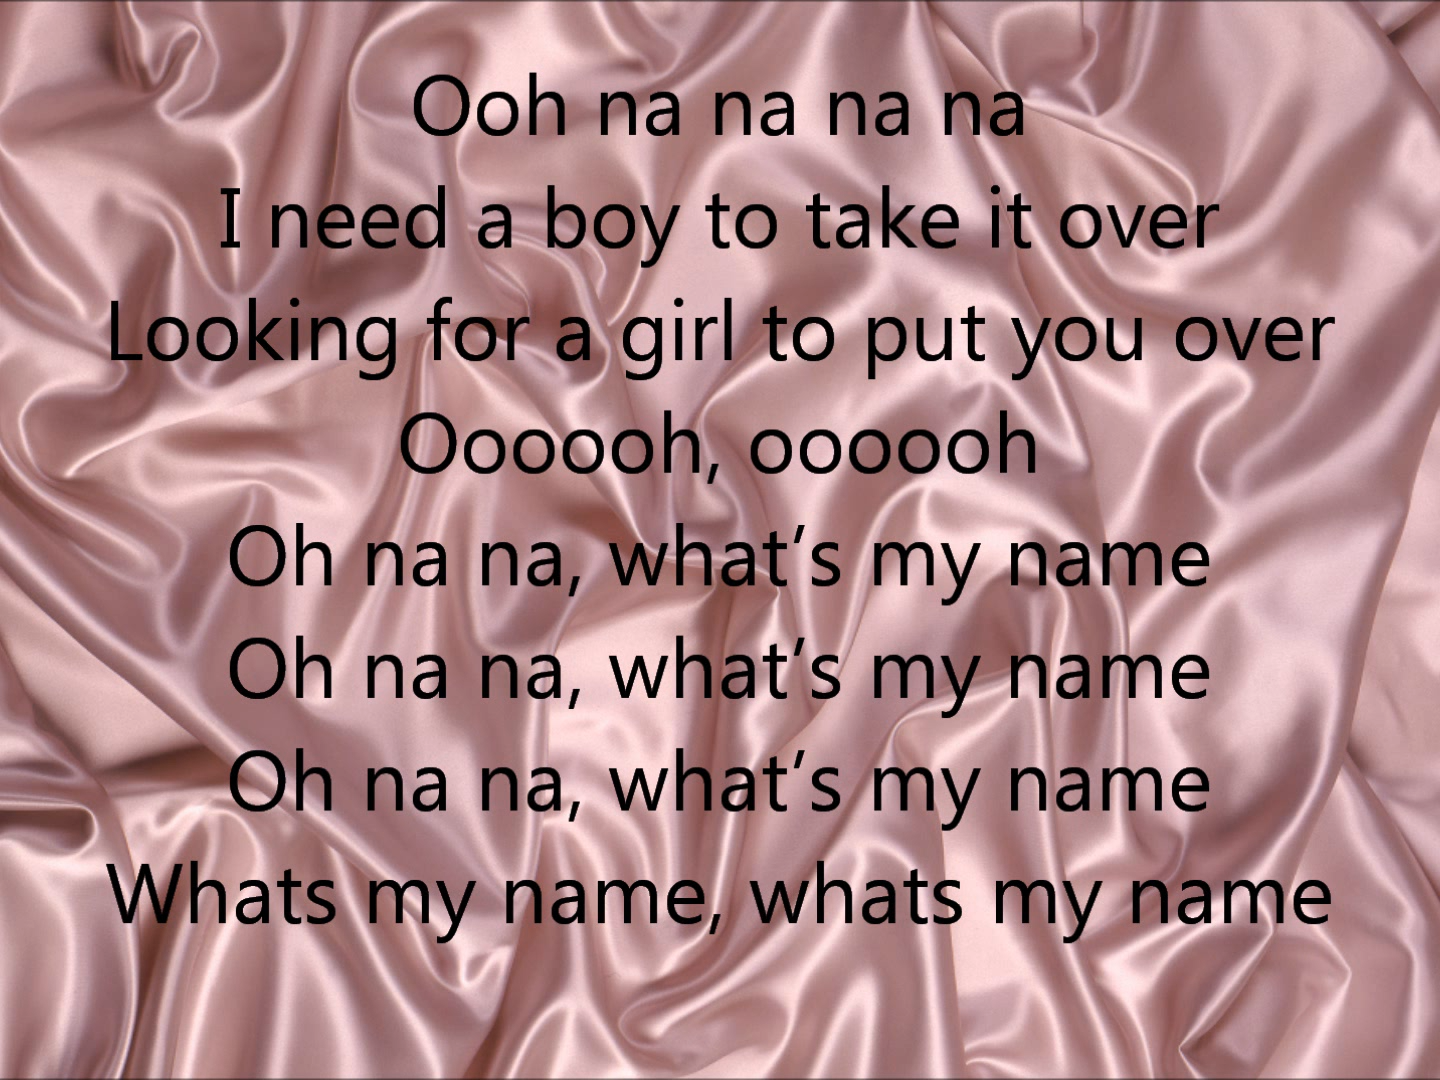 Ooh na na na na
I need a boy to take it over
Looking for a girl to put you over
Oooooh, oooooh
Oh na na, what’s my name
Oh na na, what’s my name
Oh na na, what’s my name
Whats my name, whats my name